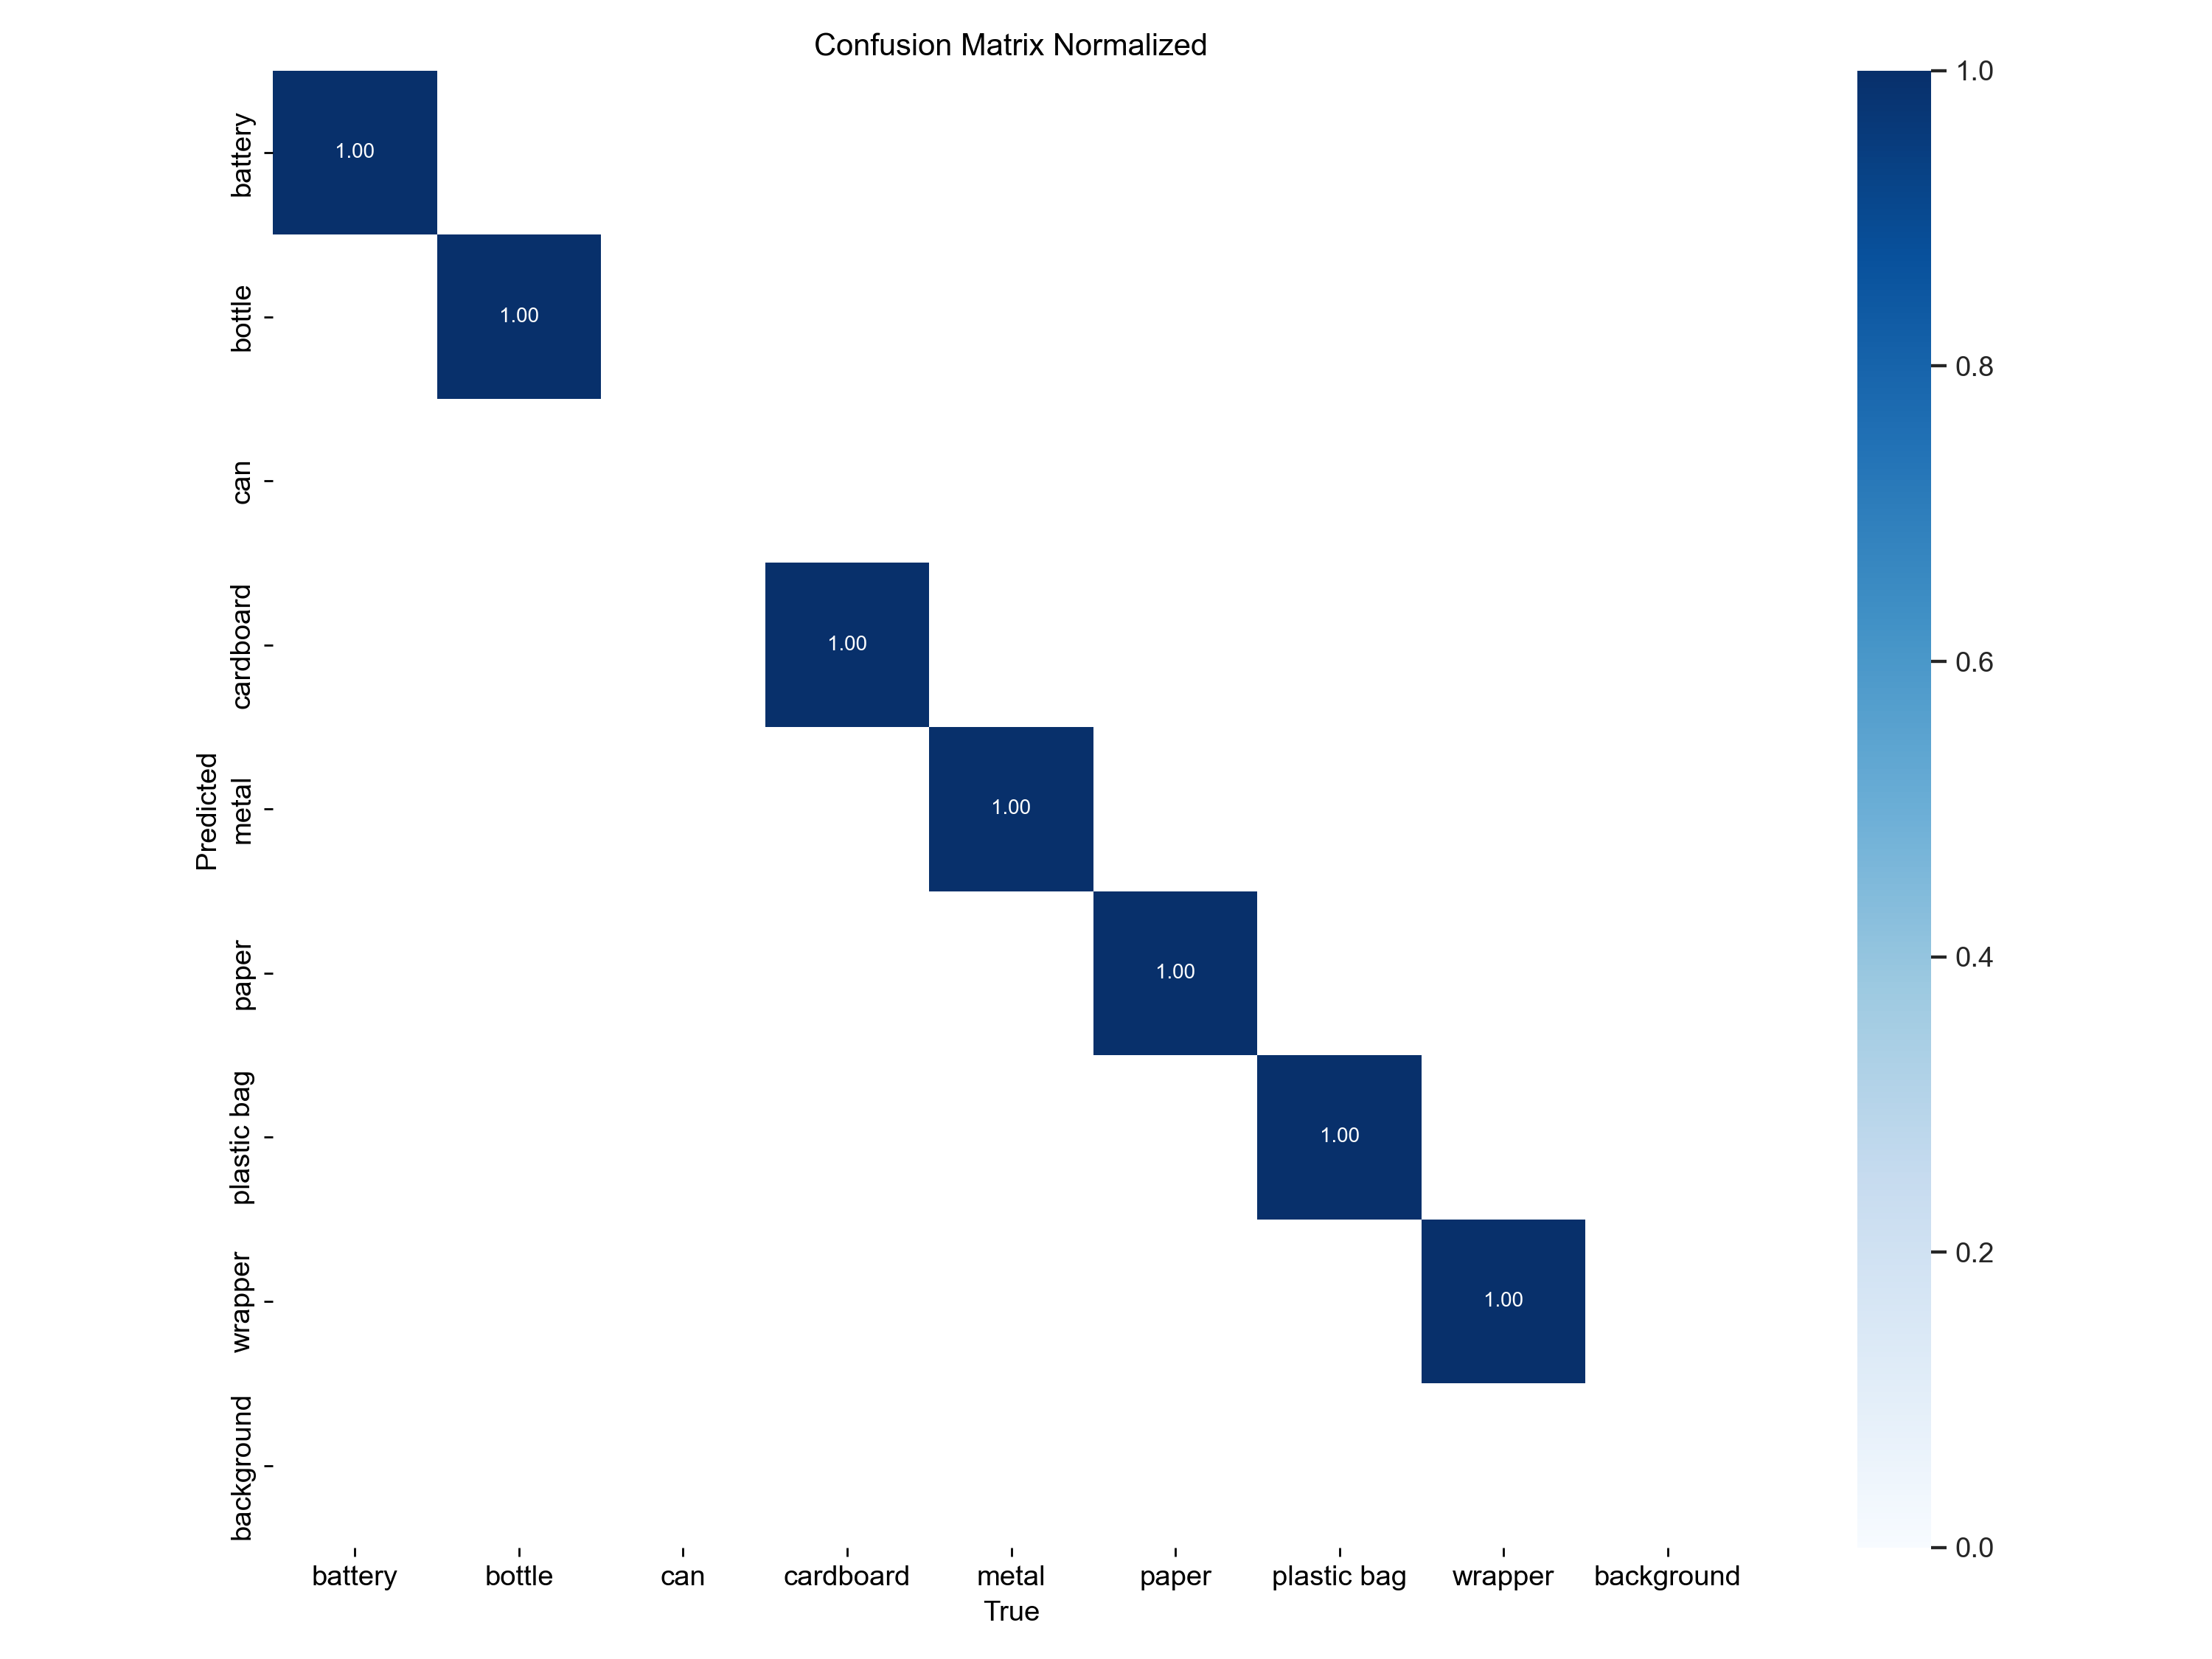 Confusion Matrix Normalized
Predicted
battery
bottle
can
cardboard
metal
paper
plastic bag
wrapper
background
1.00
1.00
1.00
1.00
1.00
1.00
1.00
battery bottle can cardboard metal paper plastic bag wrapper background
True
1.0
0.8
0.6
0.4
0.2
0.0